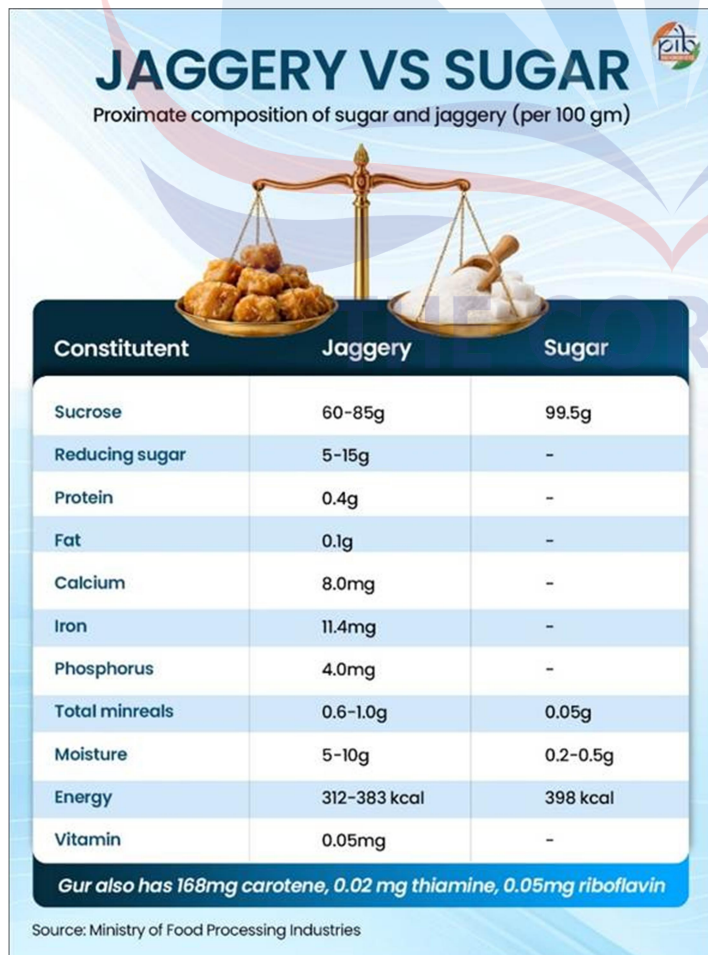 pib
JAGGERY VS SUGAR
Proximate composition of sugar and jaggery (per 100 gm)
THE COR
Constitutent Jaggery Sugar
Sucrose 60-85g 99.5g
Reducing sugar 5-15g -
Protein 0.4g -
Fat 0.1g -
Calcium 8.0mg -
Iron 11.4mg -
Phosphorus 4.0mg -
Total minreals 0.6-1.0g 0.05g
Moisture 5-10g 0.2-0.5g
Energy 312-383 kcal 398 kcal
Vitamin 0.05mg -
Gur also has 168mg carotene, 0.02 mg thiamine, 0.05mg riboflavin
Source: Ministry of Food Processing Industries